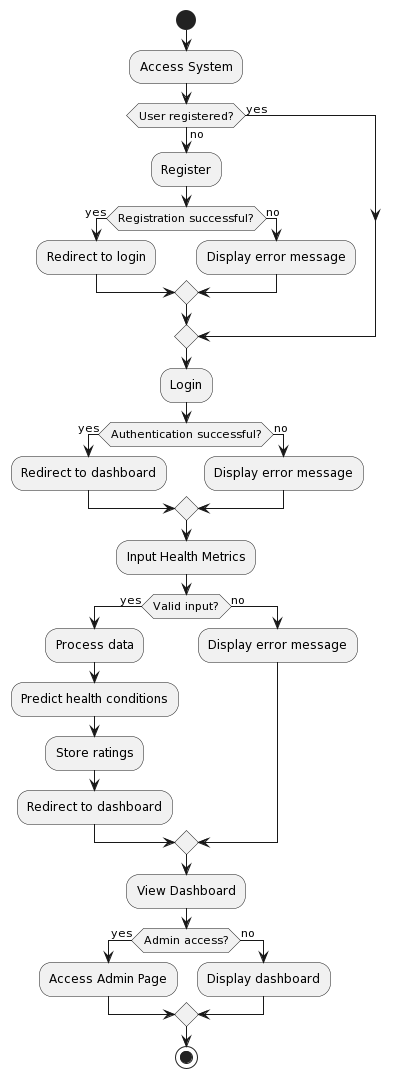 Access System
User registered?
yes
no
Register
yes
Registration successful?
no
Redirect to login
Display error message
Login
yes
Authentication successful?
no
Redirect to dashboard
Display error message
Input Health Metrics
yes
Valid input?
no
Process data
Display error message
Predict health conditions
Store ratings
Redirect to dashboard
View Dashboard
yes
Admin access?
no
Access Admin Page
Display dashboard